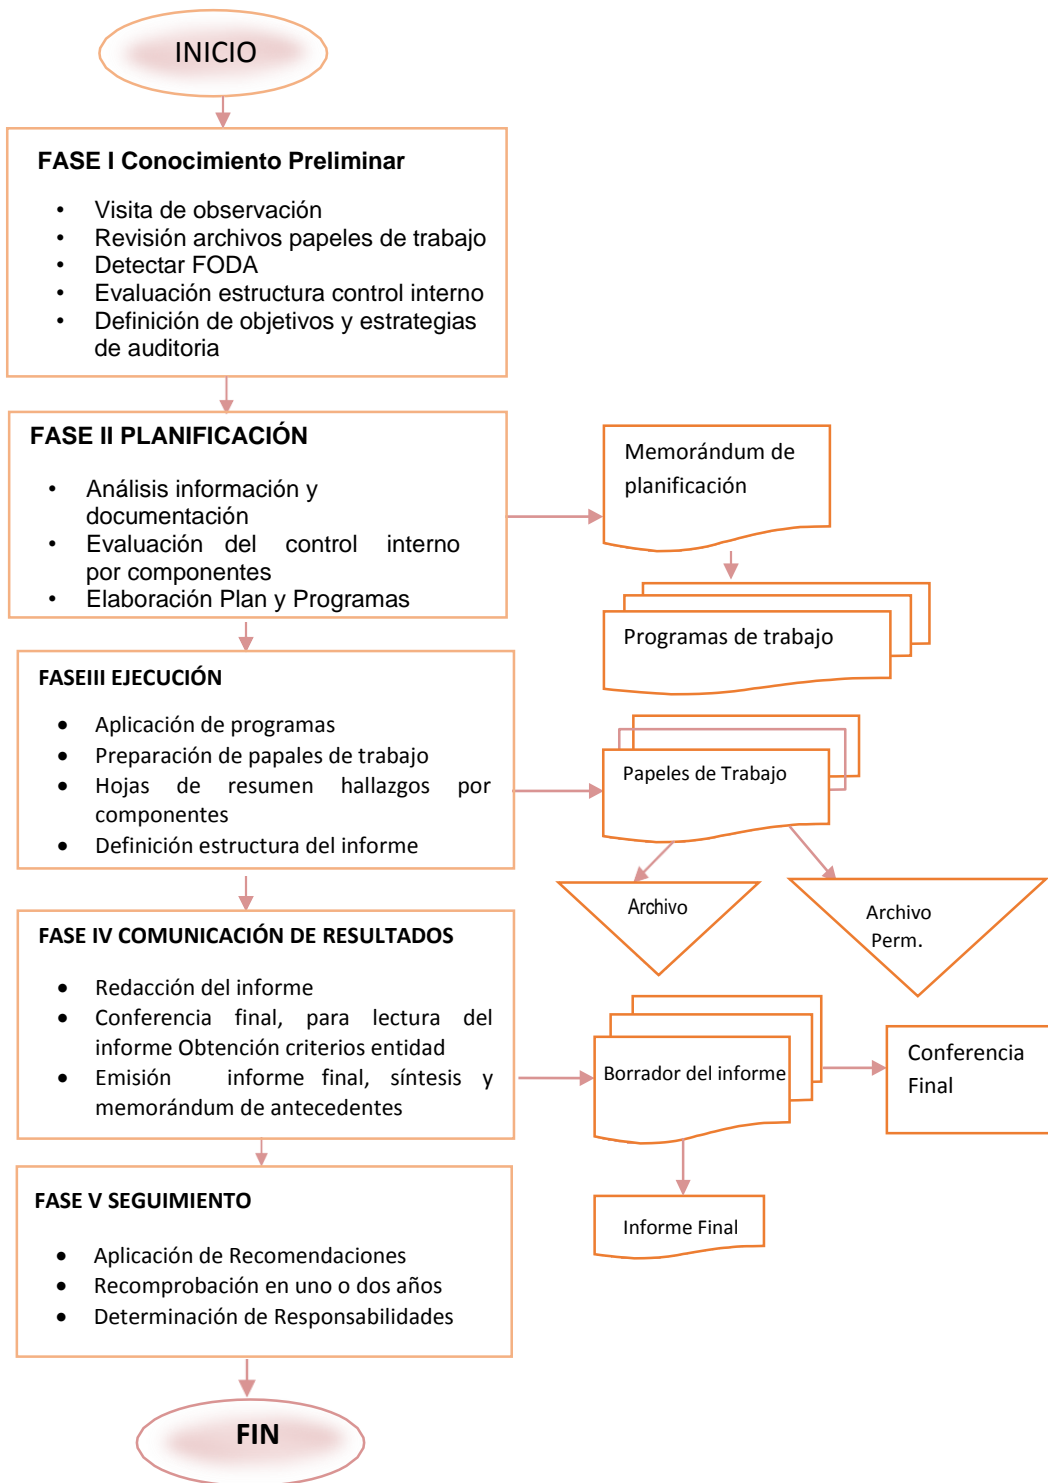 INICIO
FASE I Conocimiento Preliminar
• Visita de observación
• Revisión archivos papeles de trabajo
• Detectar FODA
• Evaluación estructura control interno
• Definición de objetivos y estrategias
de auditoria
FASE II PLANIFICACIÓN
• Análisis información y
documentación
• Evaluación del control interno
por componentes
• Elaboración Plan y Programas
Memorándum de
planificación
Programas de trabajo
FASEIII EJECUCIÓN
• Aplicación de programas
• Preparación de papales de trabajo
• Hojas de resumen hallazgos por
componentes
• Definición estructura del informe
Papeles de Trabajo
Archivo
Archivo
Perm.
FASE IV COMUNICACIÓN DE RESULTADOS
• Redacción del informe
• Conferencia final, para lectura del
informe Obtención criterios entidad
• Emisión informe final, síntesis y
memorándum de antecedentes
Borrador del informe
Conferencia
Final
Informe Final
FASE V SEGUIMIENTO
• Aplicación de Recomendaciones
• Recomprobación en uno o dos años
• Determinación de Responsabilidades
FIN